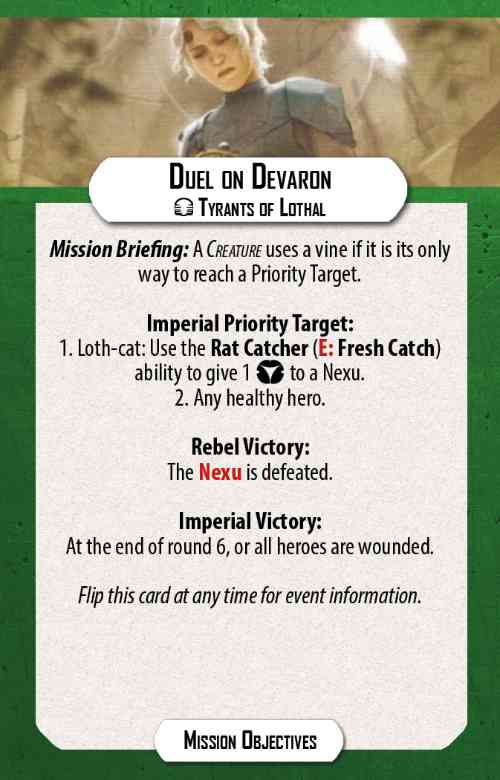 Duel on Devaron
Tyrants of Lothal
Mission Briefing: A Creature uses a vine if it is its only
way to reach a Priority Target.
Imperial Priority Target:
1. Loth-cat: Use the Rat Catcher (E: Fresh Catch)
ability to give 1 to a Nexu.
2. Any healthy hero.
Rebel Victory:
The Nexu is defeated.
Imperial Victory:
At the end of round 6, or all heroes are wounded.
Flip this card at any time for event information.
Mission Objectives